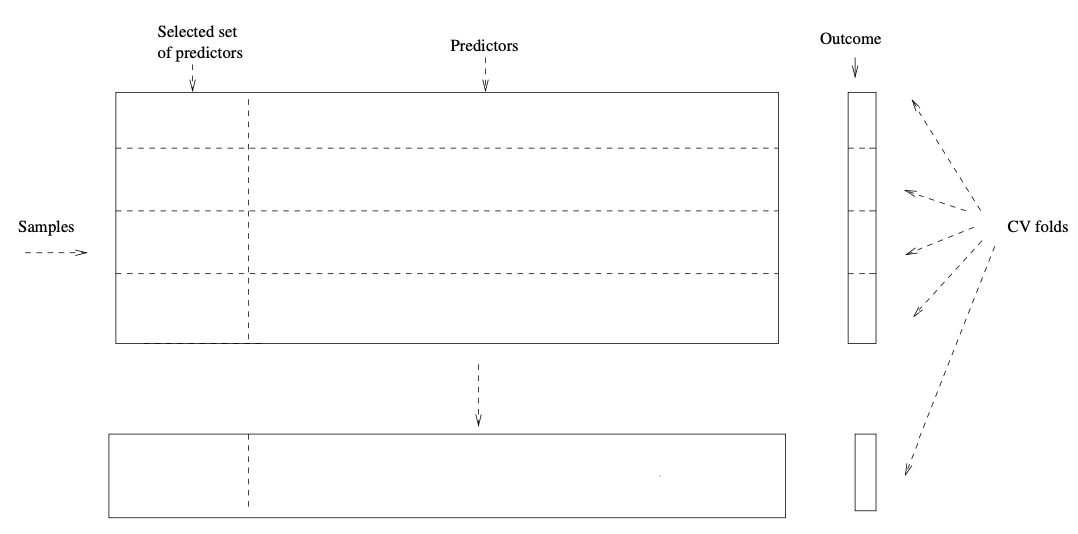 Selected set
of predictors
Predictors
Outcome
Samples
CV folds